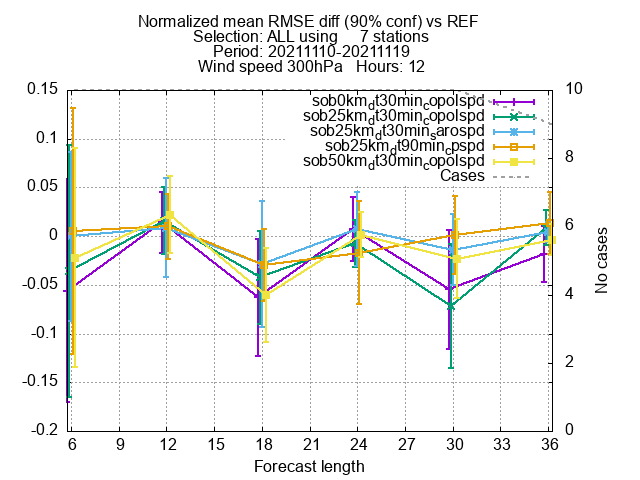 Normalized mean RMSE diff (90% conf) vs REF
Selection: ALL using 7 stations
Period: 20211110-20211119
Wind speed 300hPa Hours: 12
0.15
0.1
0.05
0
-0.05
-0.1
-0.15
-0.2
10
8
6
4
2
0
No cases
sob0km_dt30min_copolspd
sob25km_dt30min_copolspd
sob25km_dt30min_sarospd
sob25km_dt90min_cpspd
sob50km_dt30min_copolspd
Cases
6 9 12 15 18 21 24 27 30 33 36
Forecast length